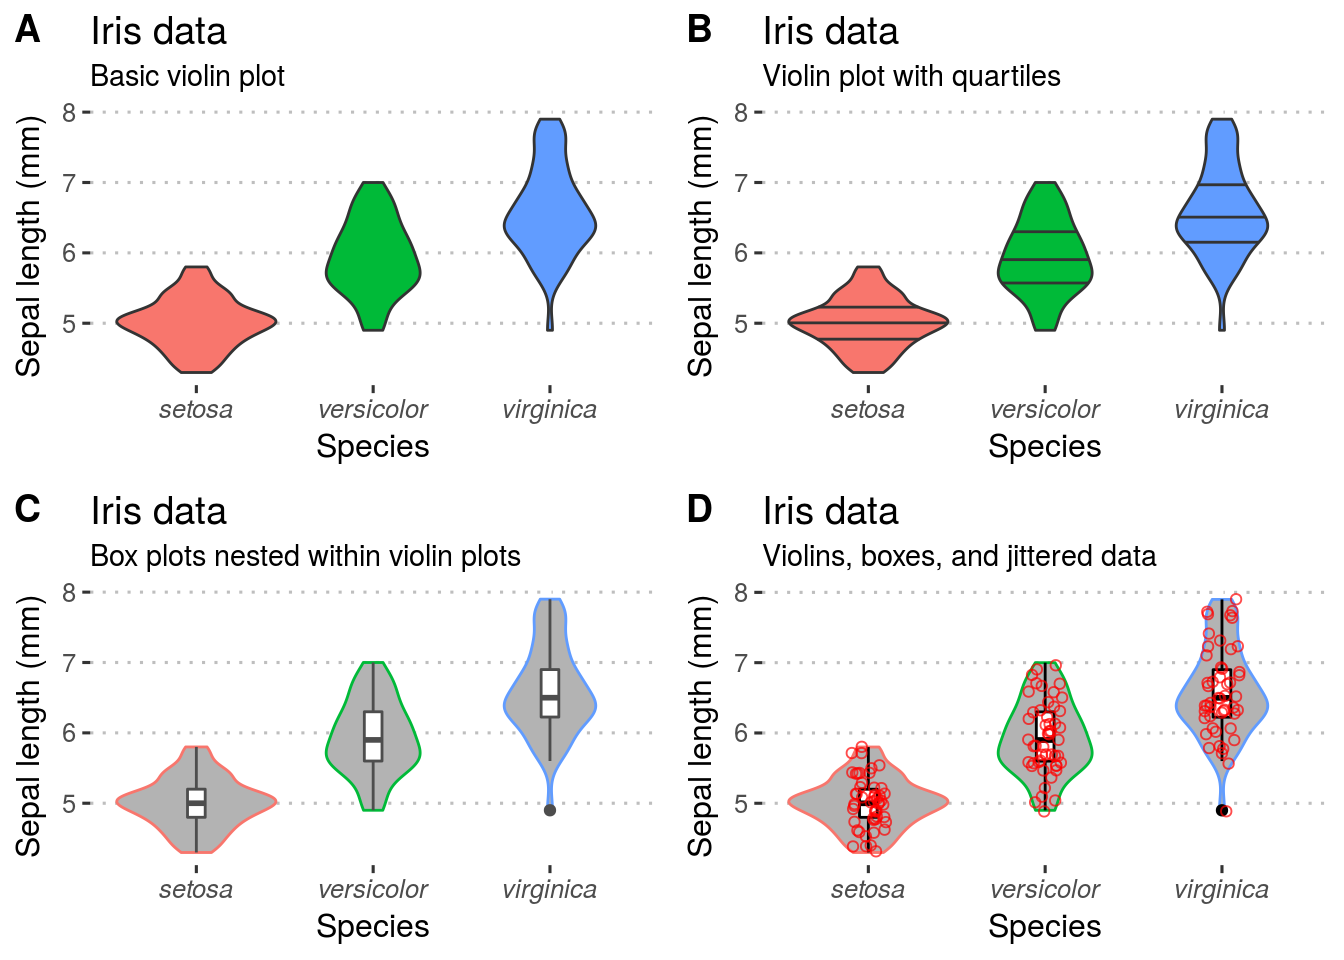 A
Iris data
Basic violin plot
Sepal length (mm)
8
7
6
5
setosa versicolor virginica
Species
B
Iris data
Violin plot with quartiles
Sepal length (mm)
8
7
6
5
setosa versicolor virginica
Species
C
Iris data
Box plots nested within violin plots
Sepal length (mm)
8
7
6
5
setosa versicolor virginica
Species
D
Iris data
Violins, boxes, and jittered data
Sepal length (mm)
8
7
6
5
setosa versicolor virginica
Species